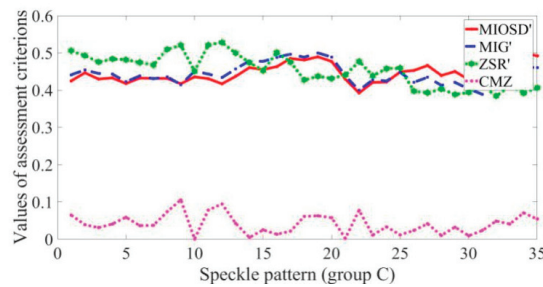 Values of assessment criterions
0.6
0.5
0.4
0.3
0.2
0.1
0
MIOSD'
MIG'
ZSR'
CMZ
0 5 10 15 20 25 30 35
Speckle pattern (group C)